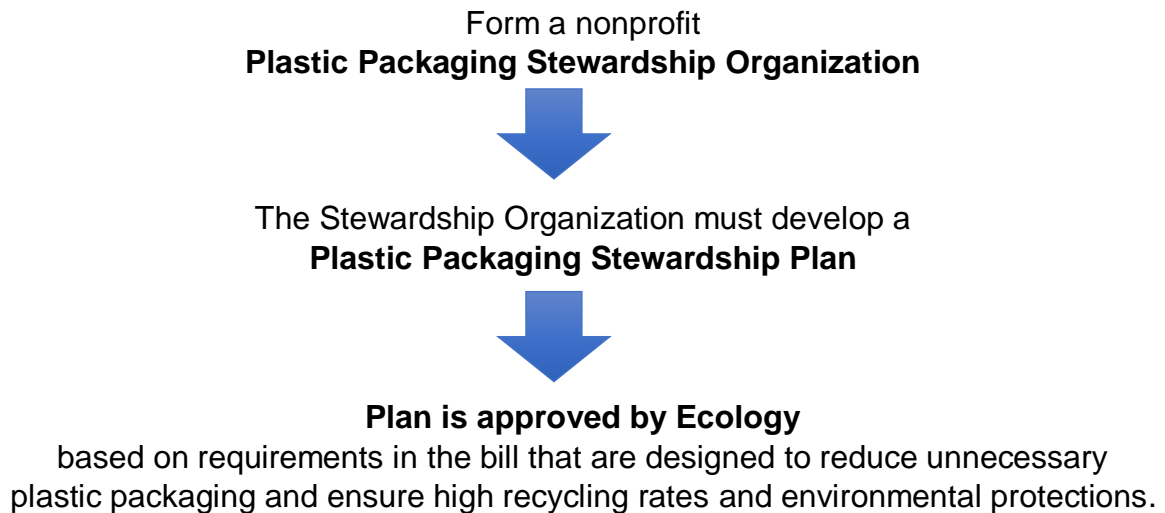 Form a nonprofit
Plastic Packaging Stewardship Organization
The Stewardship Organization must develop a
Plastic Packaging Stewardship Plan
Plan is approved by Ecology
based on requirements in the bill that are designed to reduce unnecessary
plastic packaging and ensure high recycling rates and environmental protections.